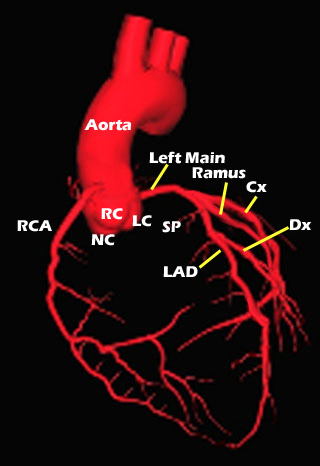 Aorta
Left Main
Ramus
Cx
RC
LC
SP
RCA
NC
Dx
LAD